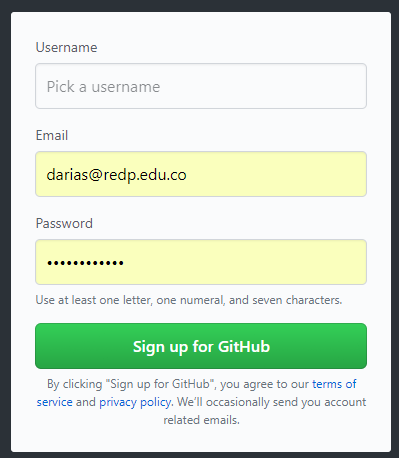 Username
Pick a username
Email
darias@redp.edu.co
Password
••••••••••••
Use at least one letter, one numeral, and seven characters.
Sign up for GitHub
By clicking "Sign up for GitHub", you agree to our terms of
service and privacy policy. We’ll occasionally send you account
related emails.